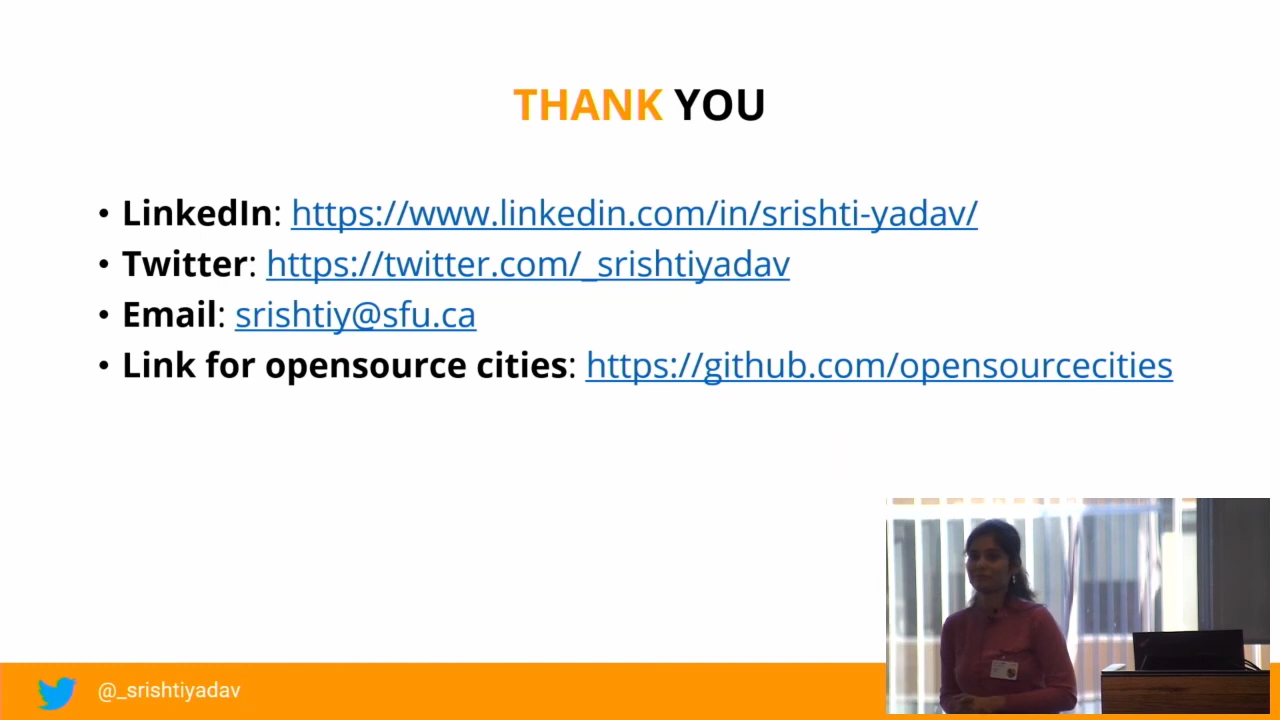 THANK YOU
• LinkedIn: https://www.linkedin.com/in/srishti-yadav/
• Twitter: https://twitter.com/_srishtiyadav
• Email: srishtiy@sfu.ca
• Link for opensource cities: https://github.com/opensourcecities
@_srishtiyadav